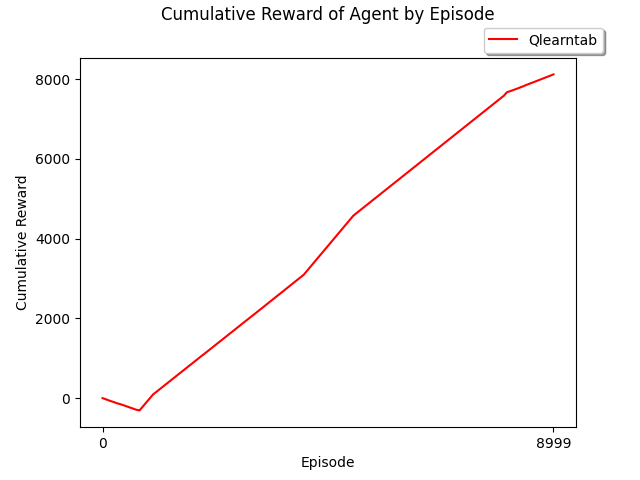 Cumulative Reward of Agent by Episode
Qlearntab
8000
6000
4000
2000
0
Cumulative Reward
0
8999
Episode